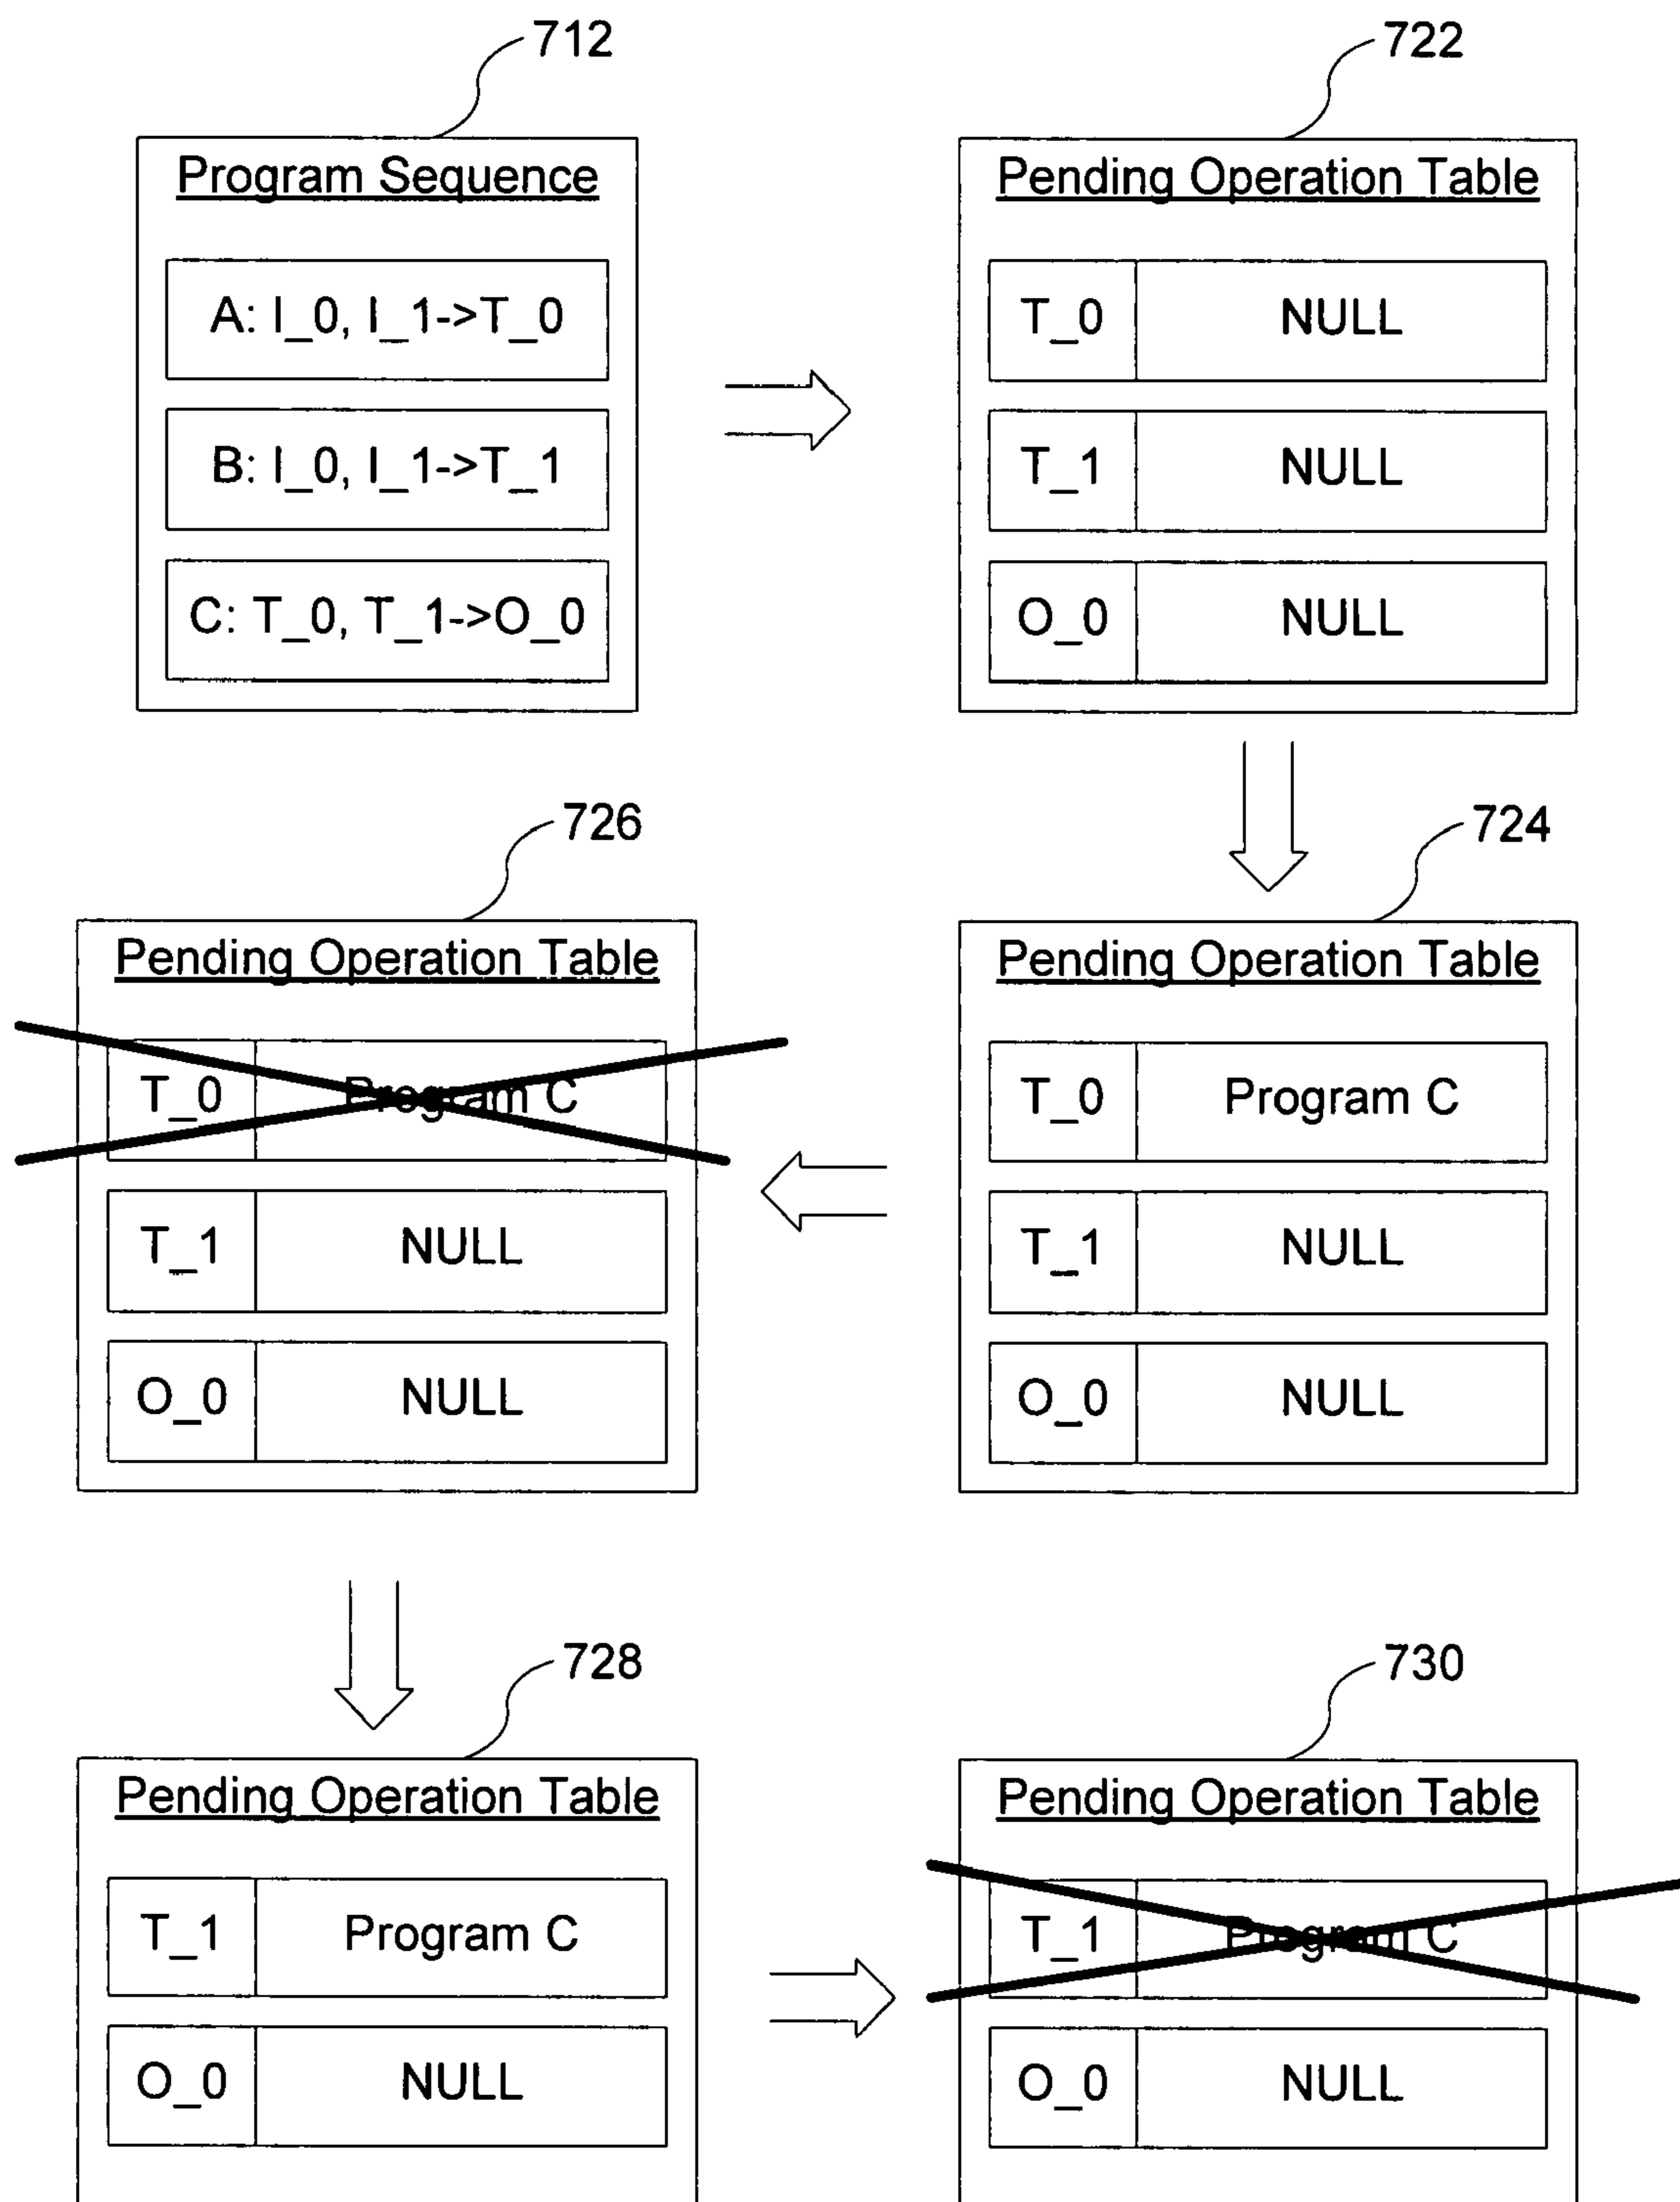 712
Program Sequence
A: I_0, I_1->T_0
B: I_0, I_1->T_1
C: T_0, T_1->O_0
722
Pending Operation Table
T_0 NULL
T_1 NULL
O_0 NULL
726
Pending Operation Table
T_0 Program C
T_1 NULL
O_0 NULL
724
Pending Operation Table
T_0 Program C
T_1 NULL
O_0 NULL
728
Pending Operation Table
T_1 Program C
O_0 NULL
730
Pending Operation Table
T_1 Program C
O_0 NULL